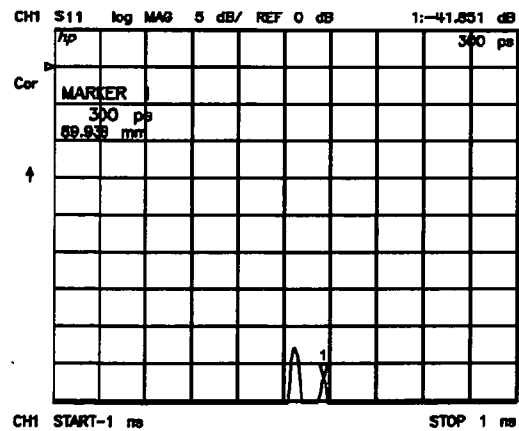 CH1 S11 log MAG 5 dB/ REF 0 dB 1:-41.851 dB
hp 300 ps
Cor
MARKER 1
300 ps
89.938 mm
1
CH1 START-1 ns STOP 1 ns